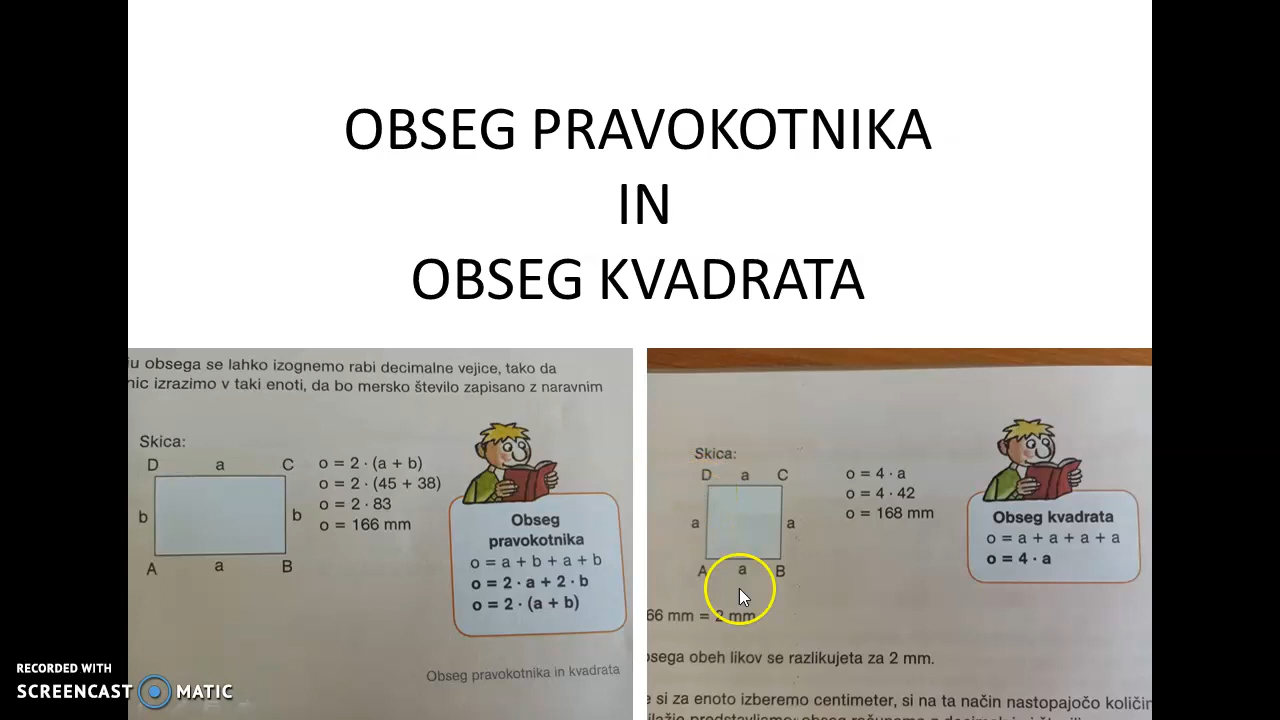 OBSEG PRAVOKOTNIKA
IN
OBSEG KVADRATA
obsega se lahko izognemo rabi decimalne vejice, tako da
izrazimo v taki enoti, da bo mersko število zapisano z naravnim
Skica:
D a C
b b
A a B
o = 2 · (a + b)
o = 2 · (45 + 38)
o = 2 · 83
o = 166 mm
Obseg
pravokotnika
o = a + b + a + b
o = 2 · a + 2 · b
o = 2 · (a + b)
Obseg pravokotnika in kvadrata
Skica:
D a C
a a
A a B
o = 4 · a
o = 4 · 42
o = 168 mm
Obseg kvadrata
o = a + a + a + a
o = 4 · a
66 mm = 2 mm
obeh likov se razlikujeta za 2 mm.
si za enoto izberemo centimeter, si na ta način nastopajočo
RECORDED WITH
SCREENCAST MATIC